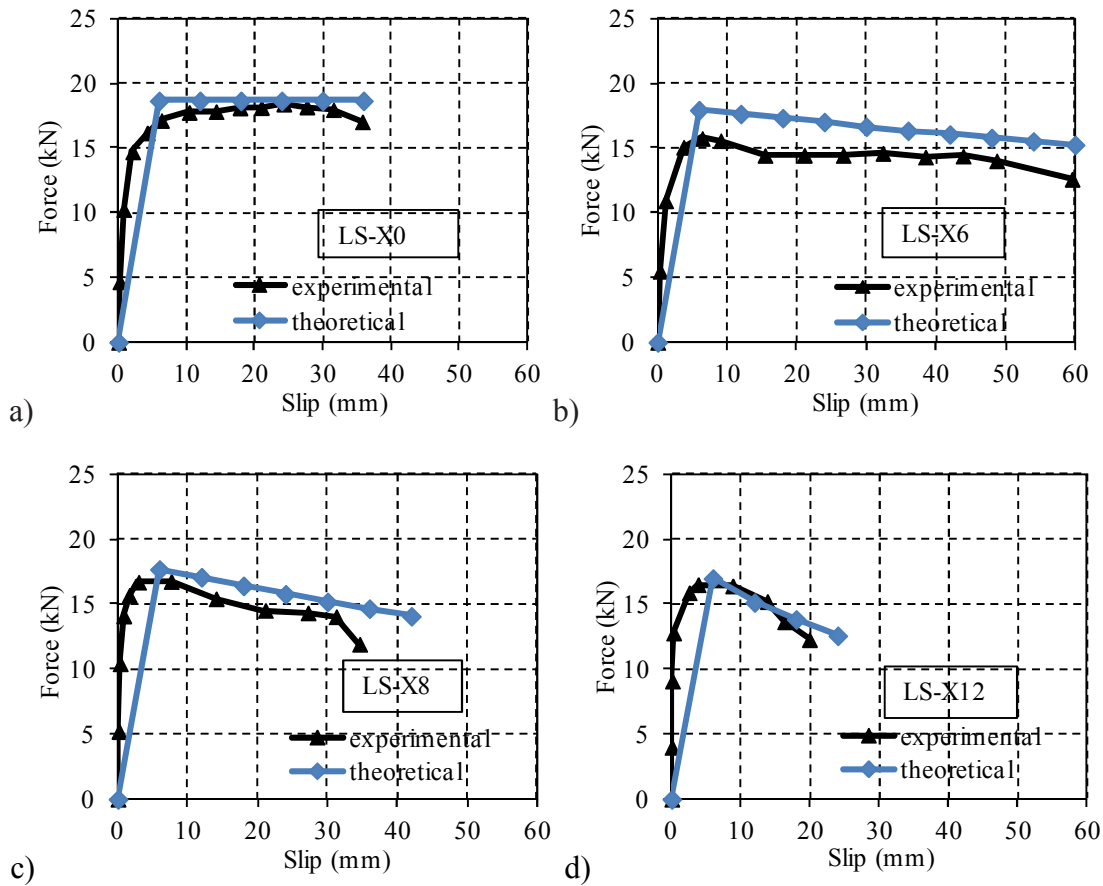 25
20
15
10
5
0
Force (kN)
LS-X0
experimental
theoretical
0 10 20 30 40 50 60
Slip (mm)
a)
25
20
15
10
5
0
Force (kN)
LS-X6
experimental
theoretical
0 10 20 30 40 50 60
Slip (mm)
b)
25
20
15
10
5
0
Force (kN)
LS-X8
experimental
theoretical
0 10 20 30 40 50 60
Slip (mm)
c)
25
20
15
10
5
0
Force (kN)
LS-X12
experimental
theoretical
0 10 20 30 40 50 60
Slip (mm)
d)